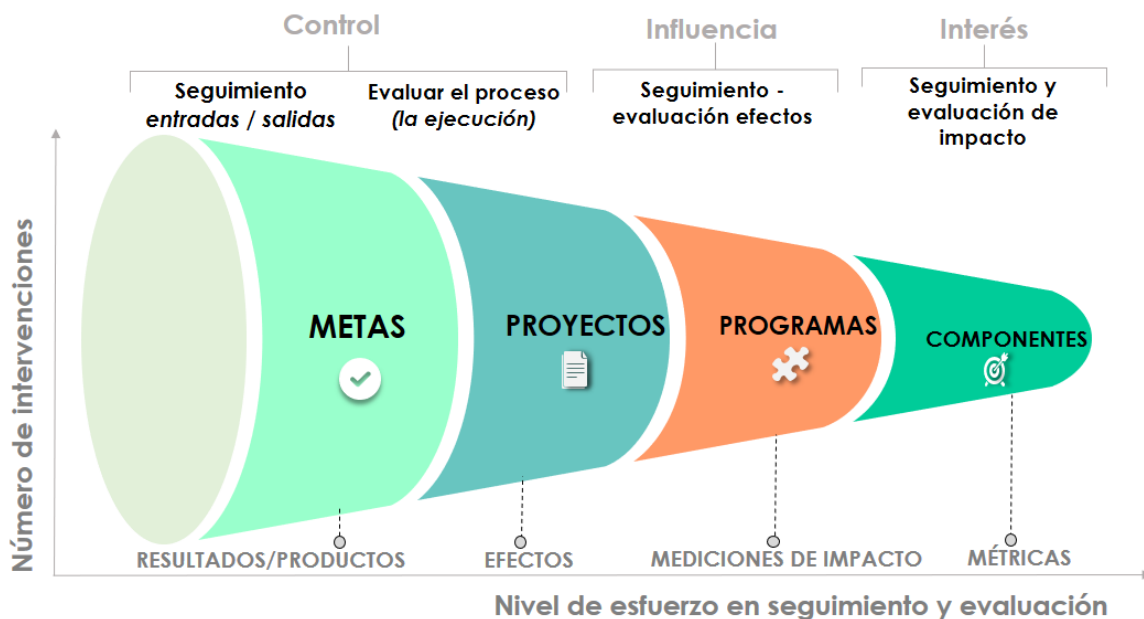 Control
Influencia
Interés
Seguimiento
entradas / salidas
Evaluar el proceso
(la ejecución)
Seguimiento -
evaluación efectos
Seguimiento y
evaluación de
impacto
Número de intervenciones
METAS
PROYECTOS
PROGRAMAS
COMPONENTES
RESULTADOS/PRODUCTOS
EFECTOS
MEDICIONES DE IMPACTO
MÉTRICAS
Nivel de esfuerzo en seguimiento y evaluación